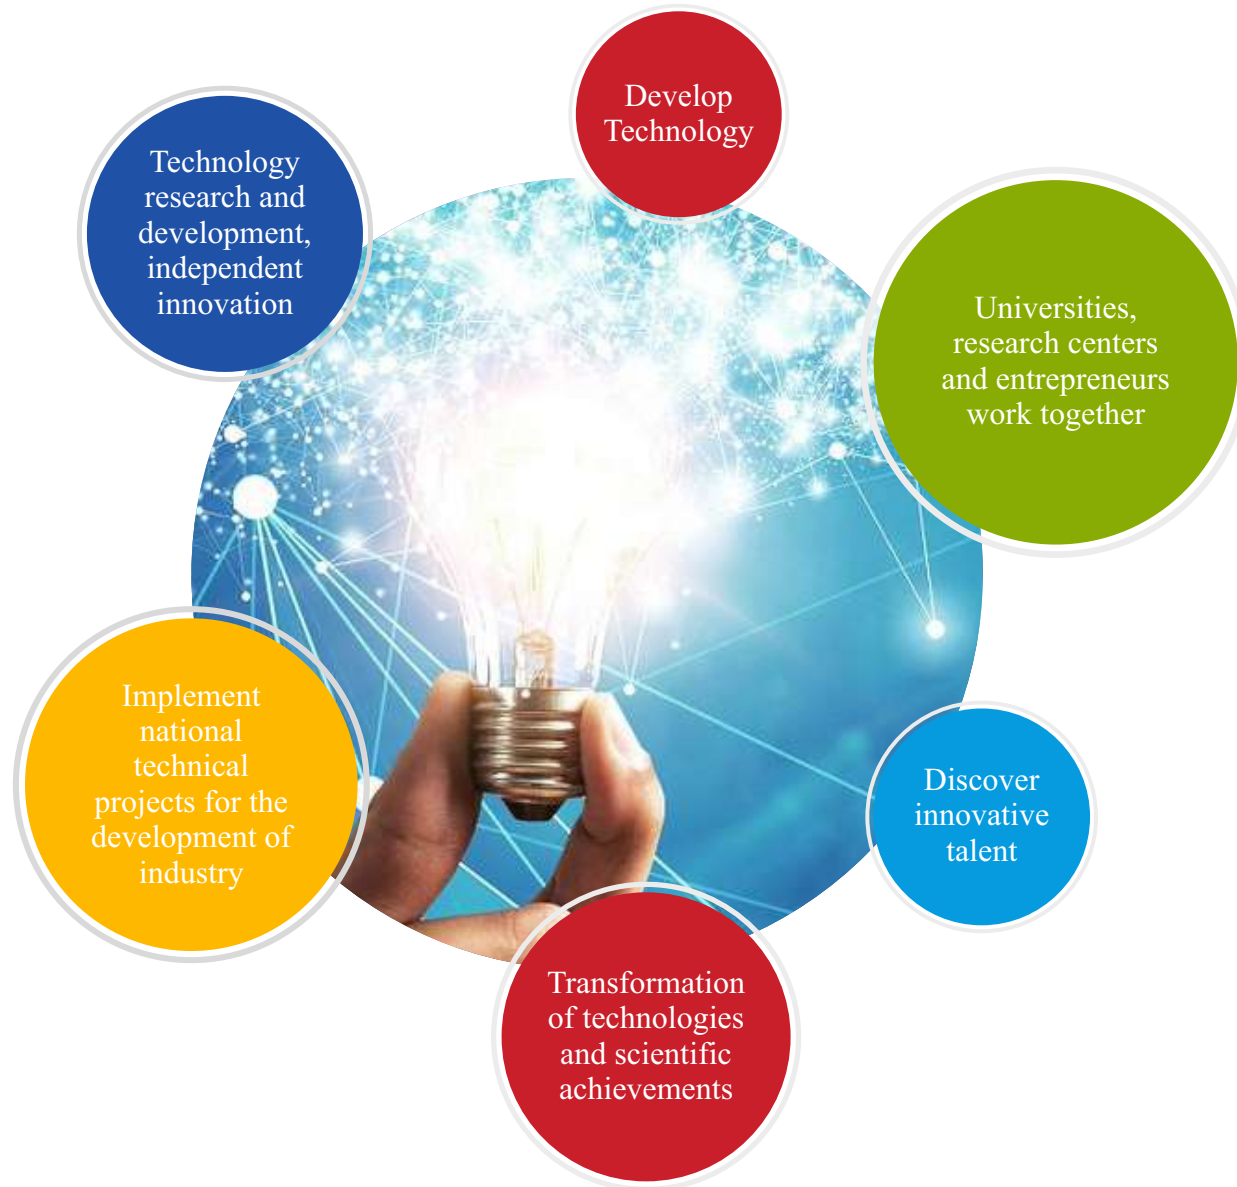 Develop
Technology
Technology
research and
development,
independent
innovation
Universities,
research centers
and entrepreneurs
work together
Implement
national
technical
projects for the
development of
industry
Discover
innovative
talent
Transformation
of technologies
and scientific
achievements